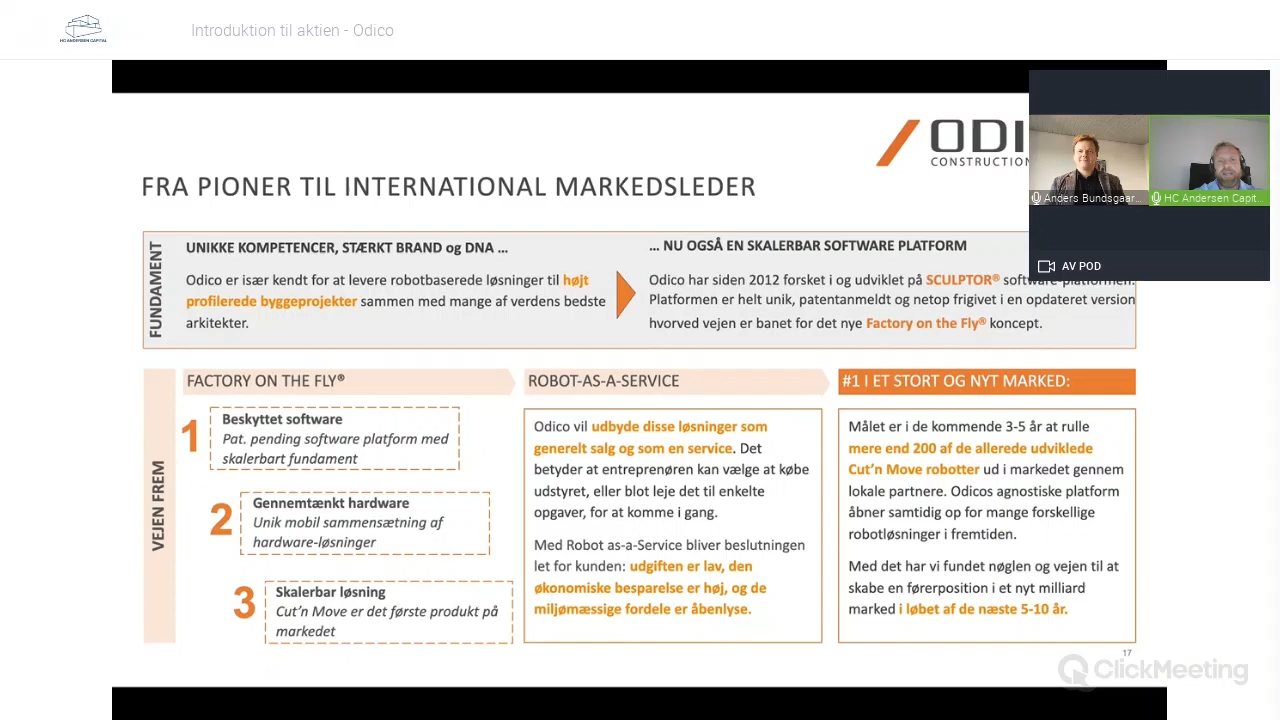 HC ANDERSEN CAPITAL
Introduktion til aktien - Odico
ODI
CONSTRUCTION
FRA PIONER TIL INTERNATIONAL MARKEDSLEDER
Anders Bundsgaar...
HC Andersen Capit...
AV POD
FUNDAMENT
UNIKKE KOMPETENCER, STÆRKT BRAND og DNA ...
Odico er især kendt for at levere robotbaserede løsninger til højt
profilerede byggeprojekter sammen med mange af verdens bedste
arkitekter.
... NU OGSÅ EN SKALERBAR SOFTWARE PLATFORM
Odico har siden 2012 forsket i og udviklet på SCULPTOR® software-platformen.
Platformen er helt unik, patentanmeldt og netop frigivet i en opdateret version
hvorved vejen er banet for det nye Factory on the Fly® koncept.
VEJEN FREM
FACTORY ON THE FLY®
1
Beskyttet software
Pat. pending software platform med
skalerbart fundament
2
Gennemtænkt hardware
Unik mobil sammensætning af
hardware-løsninger
3
Skalerbar løsning
Cut'n Move er det første produkt på
markedet
ROBOT-AS-A-SERVICE
Odico vil udbyde disse løsninger som
generelt salg og som en service. Det
betyder at entreprenøren kan vælge at købe
udstyret, eller blot leje det til enkelte
opgaver, for at komme i gang.
Med Robot as-a-Service bliver beslutningen
let for kunden: udgiften er lav, den
økonomiske besparelse er høj, og de
miljømæssige fordele er åbenlyse.
#1 I ET STORT OG NYT MARKED:
Målet er i de kommende 3-5 år at rulle
mere end 200 af de allerede udviklede
Cut'n Move robotter ud i markedet gennem
lokale partnere. Odicos agnostiske platform
åbner samtidig op for mange forskellige
robotløsninger i fremtiden.
Med det har vi fundet nøglen og vejen til at
skabe en førerposition i et nyt milliard
marked i løbet af de næste 5-10 år.
17
ClickMeeting